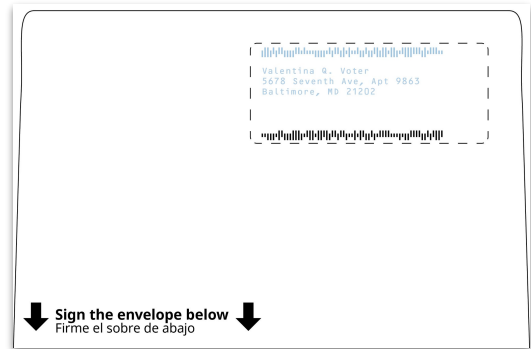 Valentina Q. Voter
5678 Seventh Ave, Apt 9863
Baltimore, MD 21202
Sign the envelope below
Firme el sobre de abajo